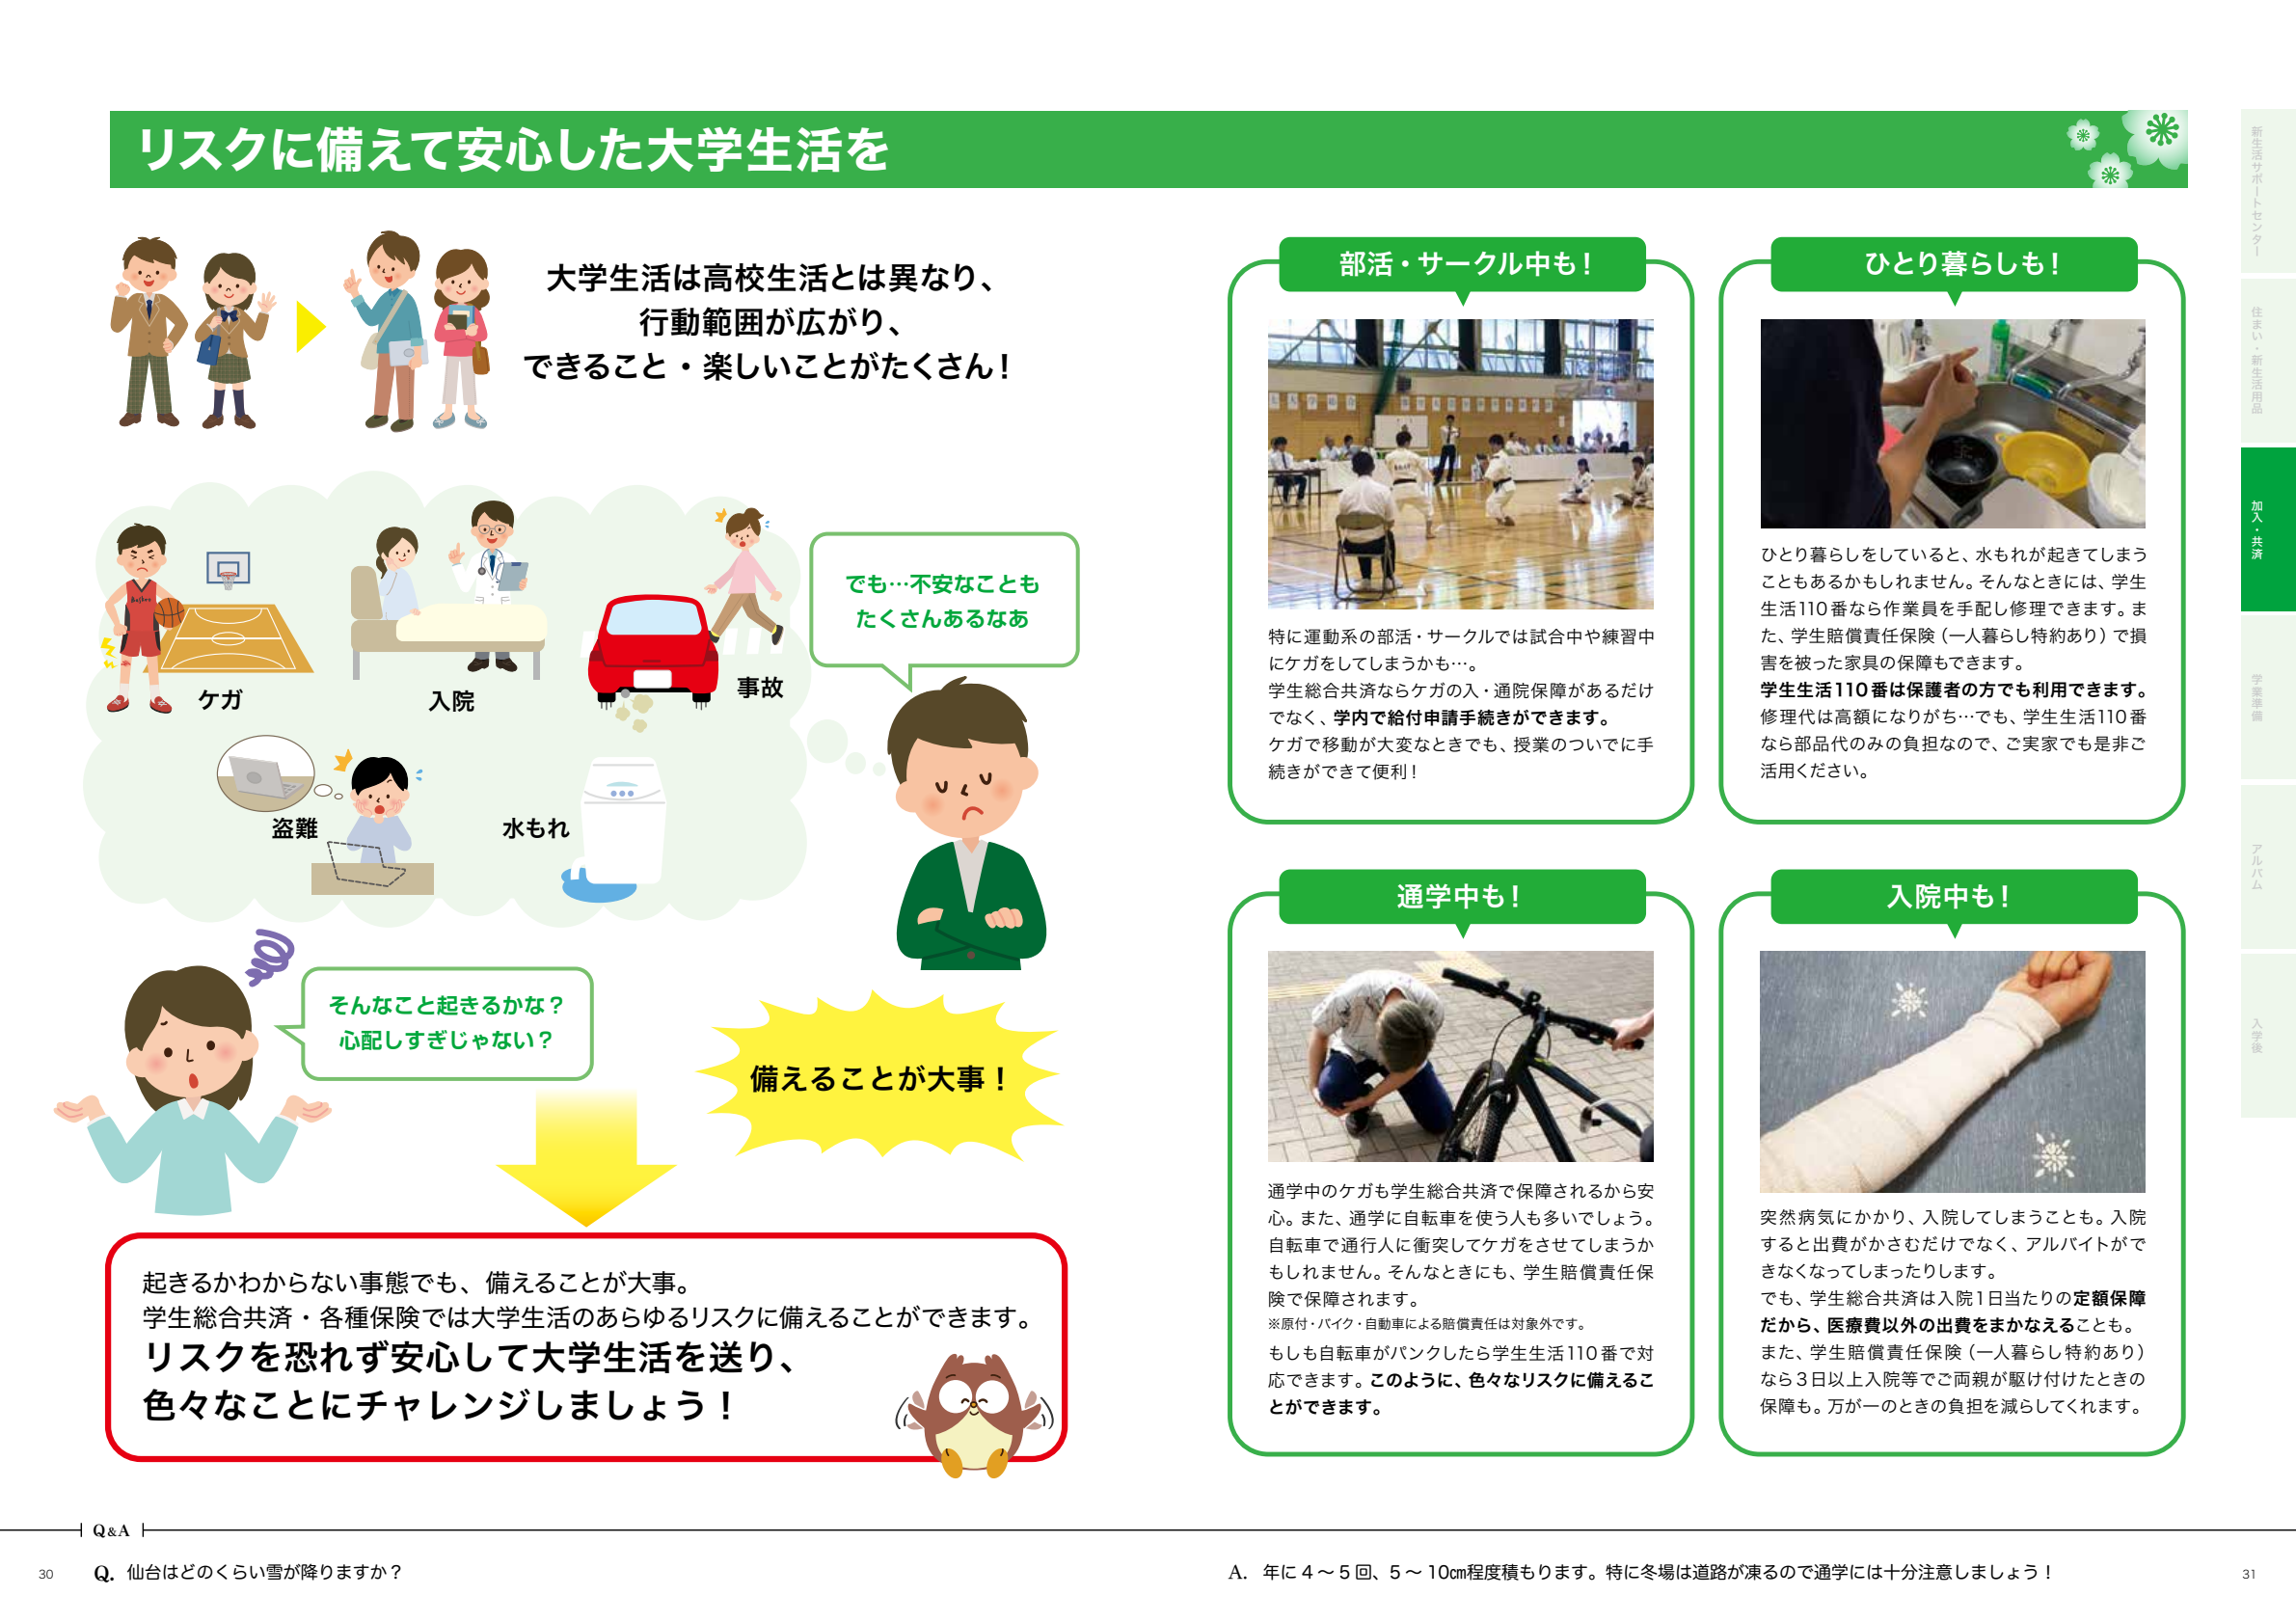 リスクに備えて安心した大学生活を
大学生活は高校生活とは異なり、
行動範囲が広がり、
できること・楽しいことがたくさん！
ケガ
入院
事故
盗難
水もれ
でも…不安なことも
たくさんあるなあ
そんなこと起きるかな？
心配しすぎじゃない？
備えることが大事！
起きるかわからない事態でも、備えることが大事。
学生総合共済・各種保険では大学生活のあらゆるリスクに備えることができます。
リスクを恐れず安心して大学生活を送り、
色々なことにチャレンジしましょう！
部活・サークル中も！
特に運動系の部活・サークルでは試合中や練習中
にケガをしてしまうかも…。
学生総合共済ならケガの入・通院保障があるだけ
でなく、学内で給付申請手続きができます。
ケガで移動が大変なときでも、授業のついでに手
続きができて便利！
ひとり暮らしも！
ひとり暮らしをしていると、水もれが起きてしまう
こともあるかもしれません。そんなときには、学生
生活110番なら作業員を手配し修理できます。ま
た、学生賠償責任保険（一人暮らし特約あり）で損
害を被った家具の保障もできます。
学生生活110番は保護者の方でも利用できます。
修理代は高額になりがち…でも、学生生活110番
なら部品代のみの負担なので、ご実家でも是非ご
活用ください。
通学中も！
通学中のケガも学生総合共済で保障されるから安
心。また、通学に自転車を使う人も多いでしょう。
自転車で通行人に衝突してケガをさせてしまうか
もしれません。そんなときにも、学生賠償責任保
険で保障されます。
※原付・バイク・自動車による賠償責任は対象外です。
もしも自転車がパンクしたら学生生活110番で対
応できます。このように、色々なリスクに備えるこ
とができます。
入院中も！
突然病気にかかり、入院してしまうことも。入院
すると出費がかさむだけでなく、アルバイトがで
きなくなってしまったりします。
でも、学生総合共済は入院1日当たりの定額保障
だから、医療費以外の出費をまかなえることも。
また、学生賠償責任保険（一人暮らし特約あり）
なら3日以上入院等でご両親が駆け付けたときの
保障も。万が一のときの負担を減らしてくれます。
新生活サポートセンター
住まい・新生活用品
加入・共済
学業準備
アルバム
入学後
Q&A
30
Q. 仙台はどのくらい雪が降りますか？
A. 年に４～５回、５～10㎝程度積もります。特に冬場は道路が凍るので通学には十分注意しましょう！
31